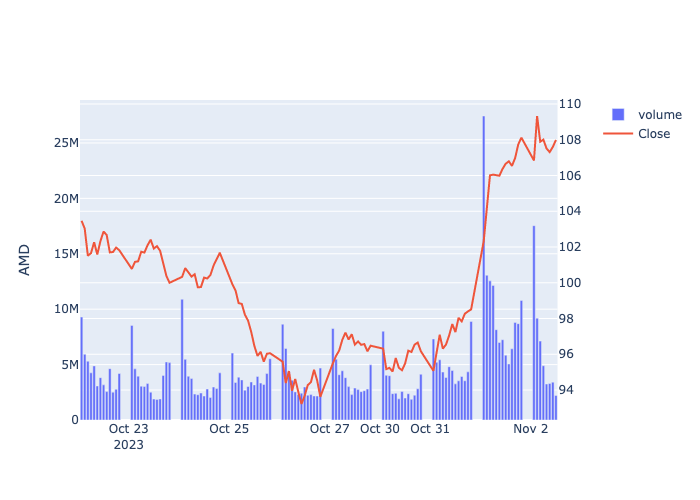 AMD
25M
20M
15M
10M
5M
0
110
108
106
104
102
100
98
96
94
Oct 23
2023
Oct 25
Oct 27
Oct 30
Oct 31
Nov 2
volume
Close